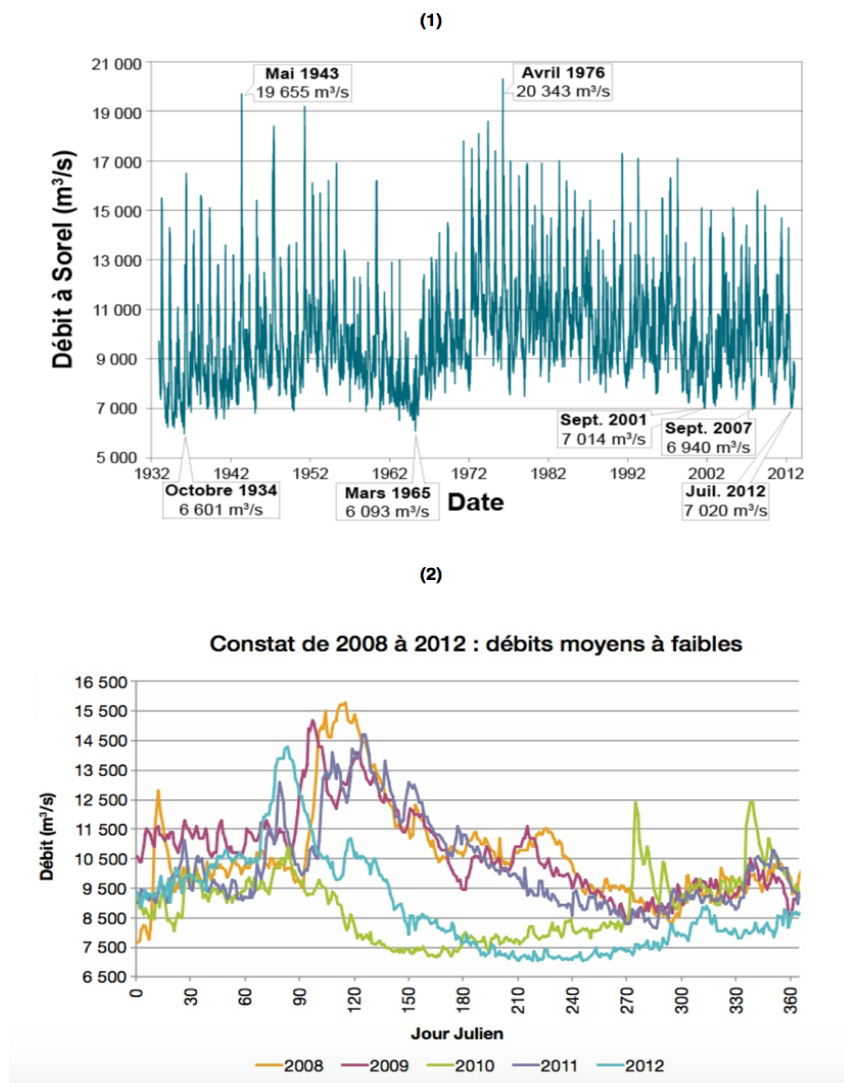 (1)
21 000
19 000
17 000
15 000
13 000
11 000
9 000
7 000
5 000
Débit à Sorel (m³/s)
Mai 1943
19 655 m³/s
Avril 1976
20 343 m³/s
Sept. 2001
7 014 m³/s
Sept. 2007
6 940 m³/s
1932 1942 1952 1962 1972 1982 1992 2002 2012
Octobre 1934
6 601 m³/s
Mars 1965
6 093 m³/s
Date
Juil. 2012
7 020 m³/s
(2)
Constat de 2008 à 2012 : débits moyens à faibles
16 500
15 500
14 500
13 500
12 500
11 500
10 500
9 500
8 500
7 500
6 500
Débit (m³/s)
0 30 60 90 120 150 180 210 240 270 300 330 360
Jour Julien
2008 2009 2010 2011 2012